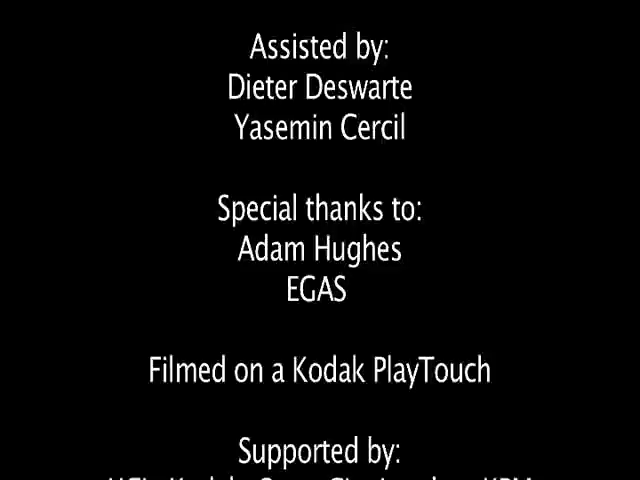 Assisted by:
Dieter Deswarte
Yasemin Cercil
Special thanks to:
Adam Hughes
EGAS
Filmed on a Kodak PlayTouch
Supported by: